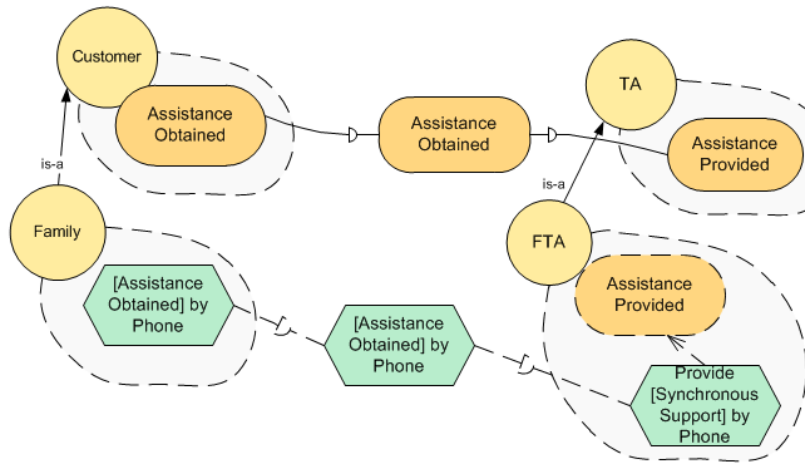 Customer
TA
Assistance
Obtained
Assistance
Obtained
Assistance
Provided
is-a
is-a
Family
FTA
[Assistance
Obtained] by
Phone
Assistance
Provided
[Assistance
Obtained] by
Phone
Provide
[Synchronous
Support] by
Phone